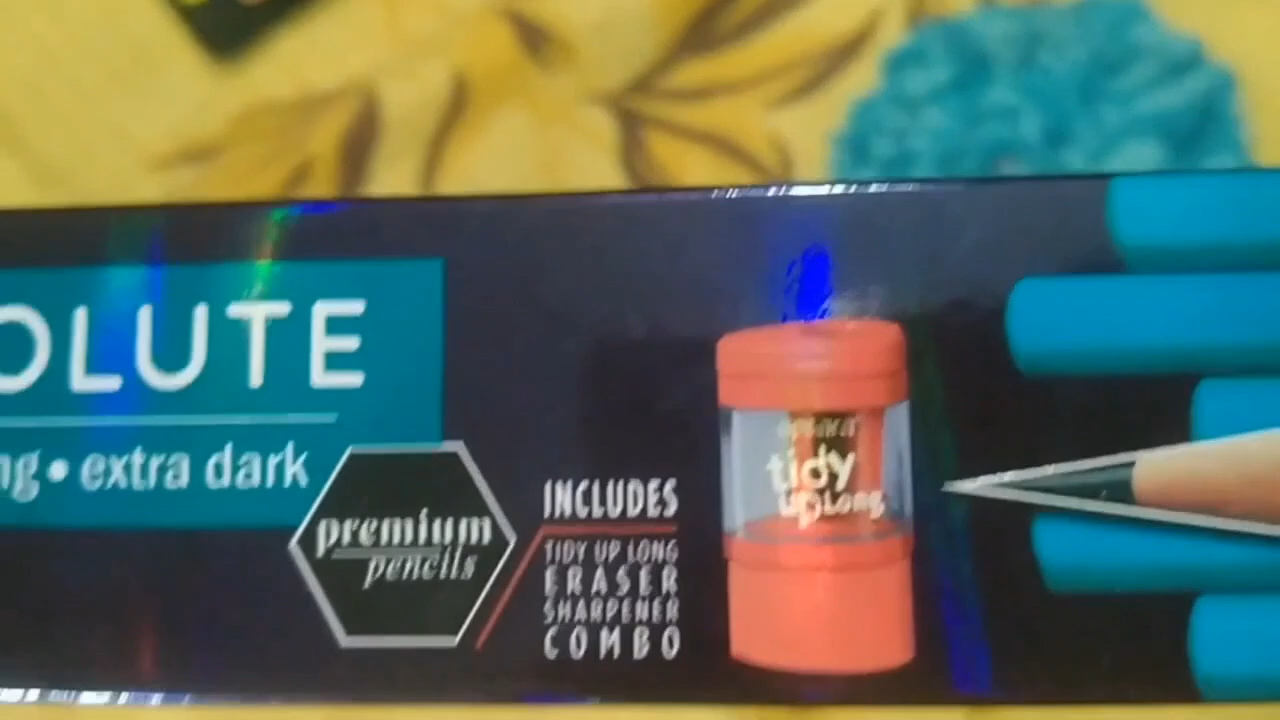 OLUTE
ng • extra dark
premium
pencils
INCLUDES
TIDY UP LONG
ERASER
SHARPENER
COMBO
tidy
up Long